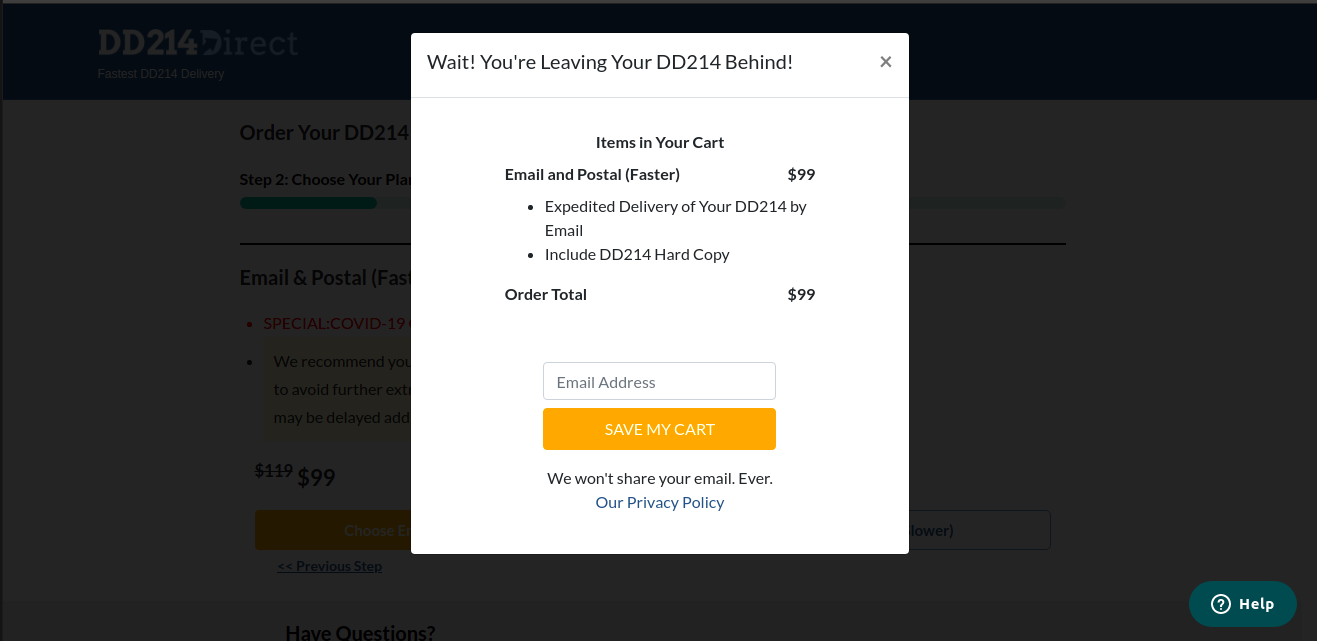 DD214 Direct
Fastest DD214 Delivery
Wait! You're Leaving Your DD214 Behind!
×
Order Your DD214
Step 2: Choose Your Plan
Items in Your Cart
Email and Postal (Faster) $99
• Expedited Delivery of Your DD214 by
Email
• Include DD214 Hard Copy
Order Total $99
Email & Postal (Fast
• SPECIAL:COVID-19
• We recommend you
to avoid further exte
may be delayed add
$119 $99
Email Address
SAVE MY CART
We won't share your email. Ever.
Our Privacy Policy
Choose E
lower)
<< Previous Step
Have Questions?
? Help